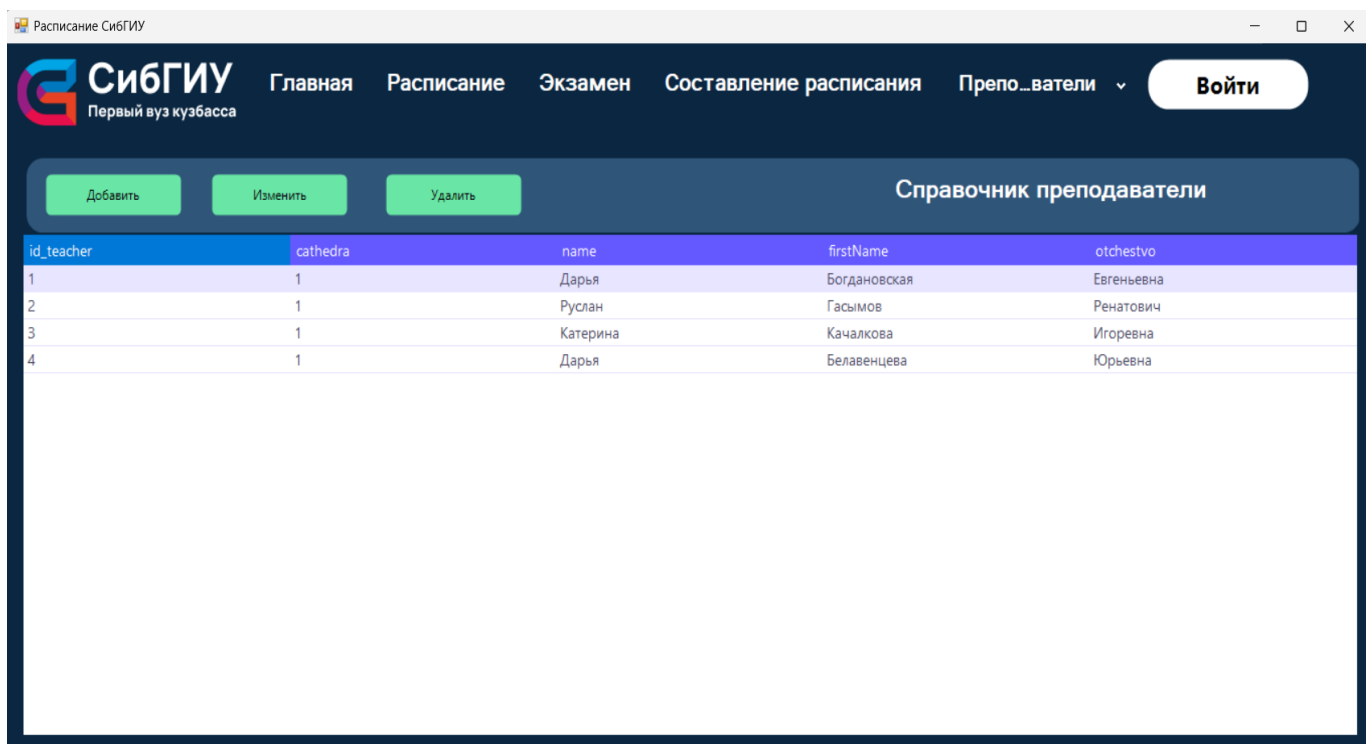 Расписание СибГИУ
СибГИУ
Первый вуз кузбасса
Главная Расписание Экзамен Составление расписания Препо...ватели Войти
Добавить Изменить Удалить Справочник преподаватели
id_teacher cathedra name firstName otchestvo
1 1 Дарья Богдановская Евгеньевна
2 1 Руслан Гасымов Ренатович
3 1 Катерина Качалкова Игоревна
4 1 Дарья Белавенцева Юрьевна